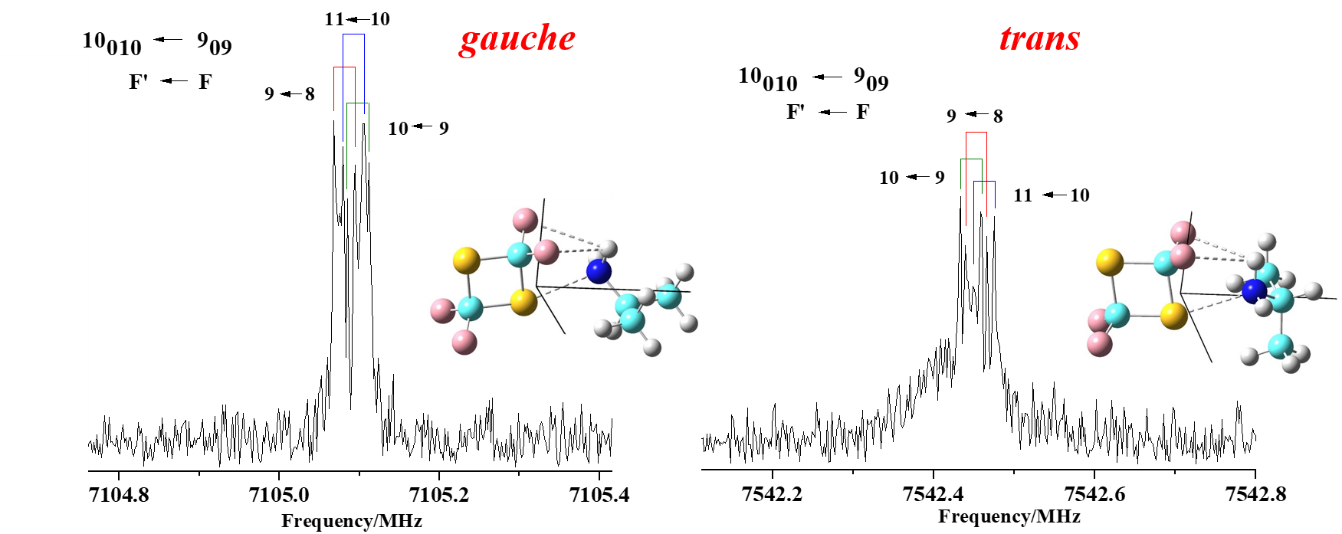 11←10
gauche
10₀₁₀ ← 9₀₉
F' ← F
9←8
10← 9
7104.8 7105.0 7105.2 7105.4
Frequency/MHz
trans
10₀₁₀ ← 9₀₉
F' ← F
9 ← 8
10 ← 9
11 ← 10
7542.2 7542.4 7542.6 7542.8
Frequency/MHz